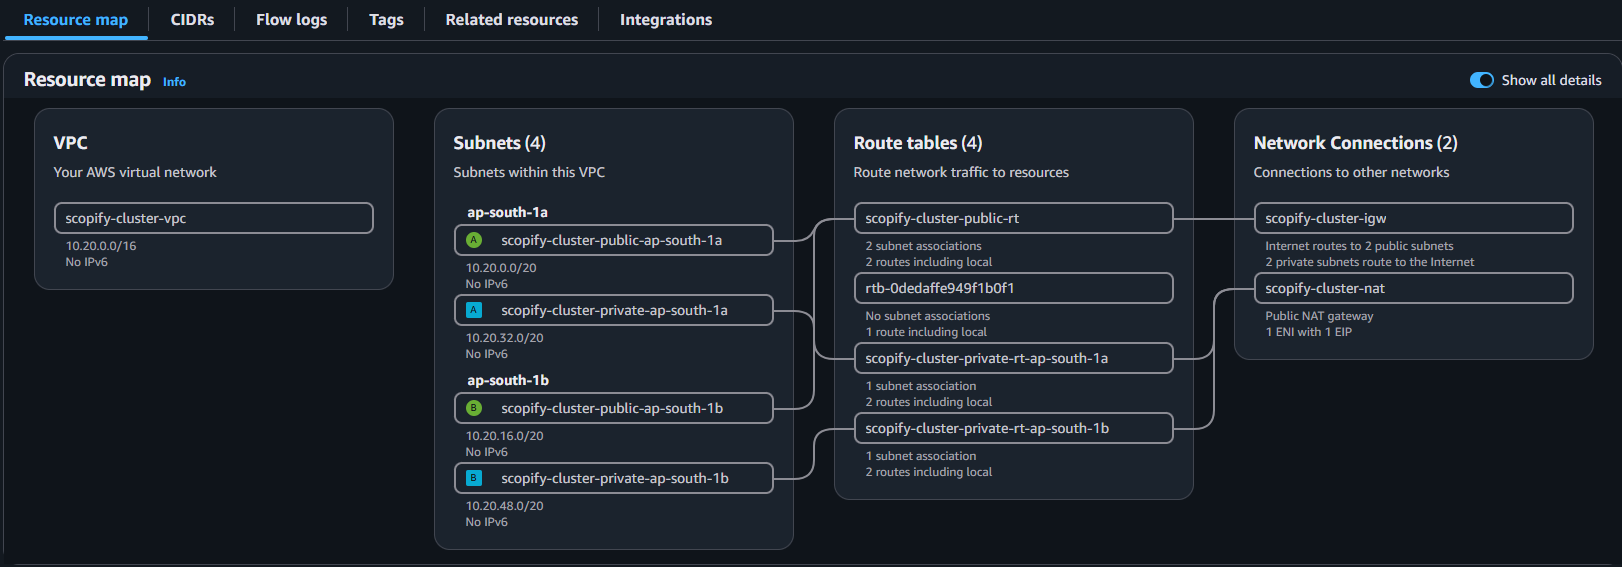 Resource map
CIDRs
Flow logs
Tags
Related resources
Integrations
Resource map Info
Show all details
VPC
Your AWS virtual network
scopify-cluster-vpc
10.20.0.0/16
No IPv6
Subnets (4)
Subnets within this VPC
ap-south-1a
A scopify-cluster-public-ap-south-1a
10.20.0.0/20
No IPv6
A scopify-cluster-private-ap-south-1a
10.20.32.0/20
No IPv6
ap-south-1b
B scopify-cluster-public-ap-south-1b
10.20.16.0/20
No IPv6
B scopify-cluster-private-ap-south-1b
10.20.48.0/20
No IPv6
Route tables (4)
Route network traffic to resources
scopify-cluster-public-rt
2 subnet associations
2 routes including local
rtb-0dedaffe949f1b0f1
No subnet associations
1 route including local
scopify-cluster-private-rt-ap-south-1a
1 subnet association
2 routes including local
scopify-cluster-private-rt-ap-south-1b
1 subnet association
2 routes including local
Network Connections (2)
Connections to other networks
scopify-cluster-igw
Internet routes to 2 public subnets
2 private subnets route to the Internet
scopify-cluster-nat
Public NAT gateway
1 ENI with 1 EIP